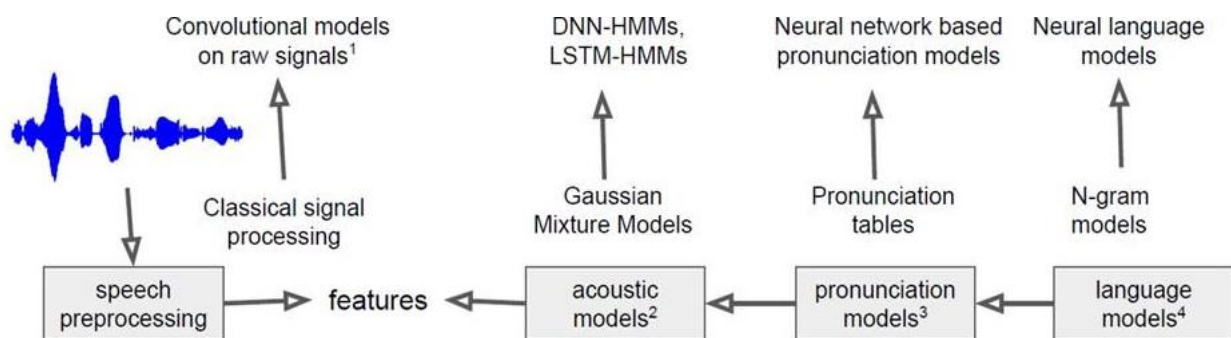 Convolutional models
on raw signals¹
DNN-HMMs,
LSTM-HMMs
Neural network based
pronunciation models
Neural language
models
Classical signal
processing
Gaussian
Mixture Models
Pronunciation
tables
N-gram
models
speech
preprocessing
features
acoustic
models²
pronunciation
models³
language
models⁴